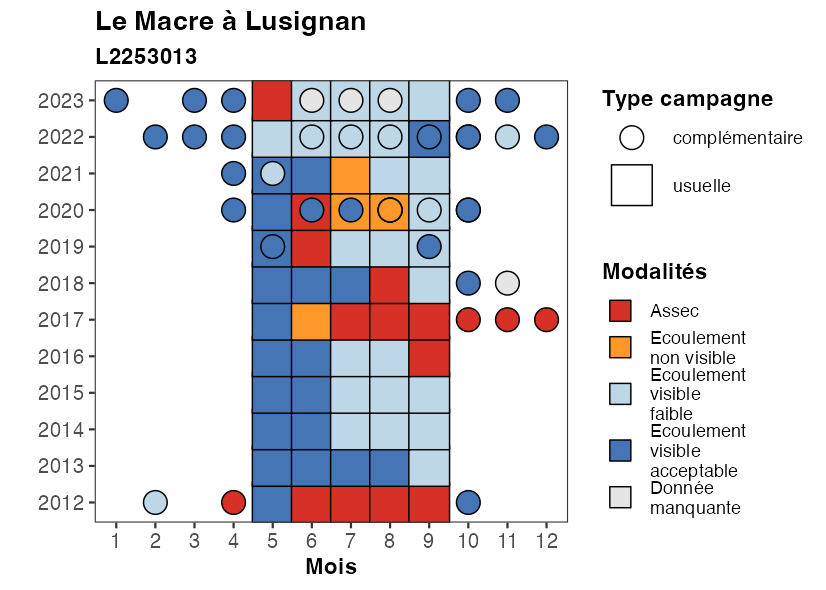 Le Macre à Lusignan
L2253013
2023
2022
2021
2020
2019
2018
2017
2016
2015
2014
2013
2012
1 2 3 4 5 6 7 8 9 10 11 12
Mois
Type campagne
complémentaire
usuelle
Modalités
Assec
Ecoulement
non visible
Ecoulement
visible
faible
Ecoulement
visible
acceptable
Donnée
manquante